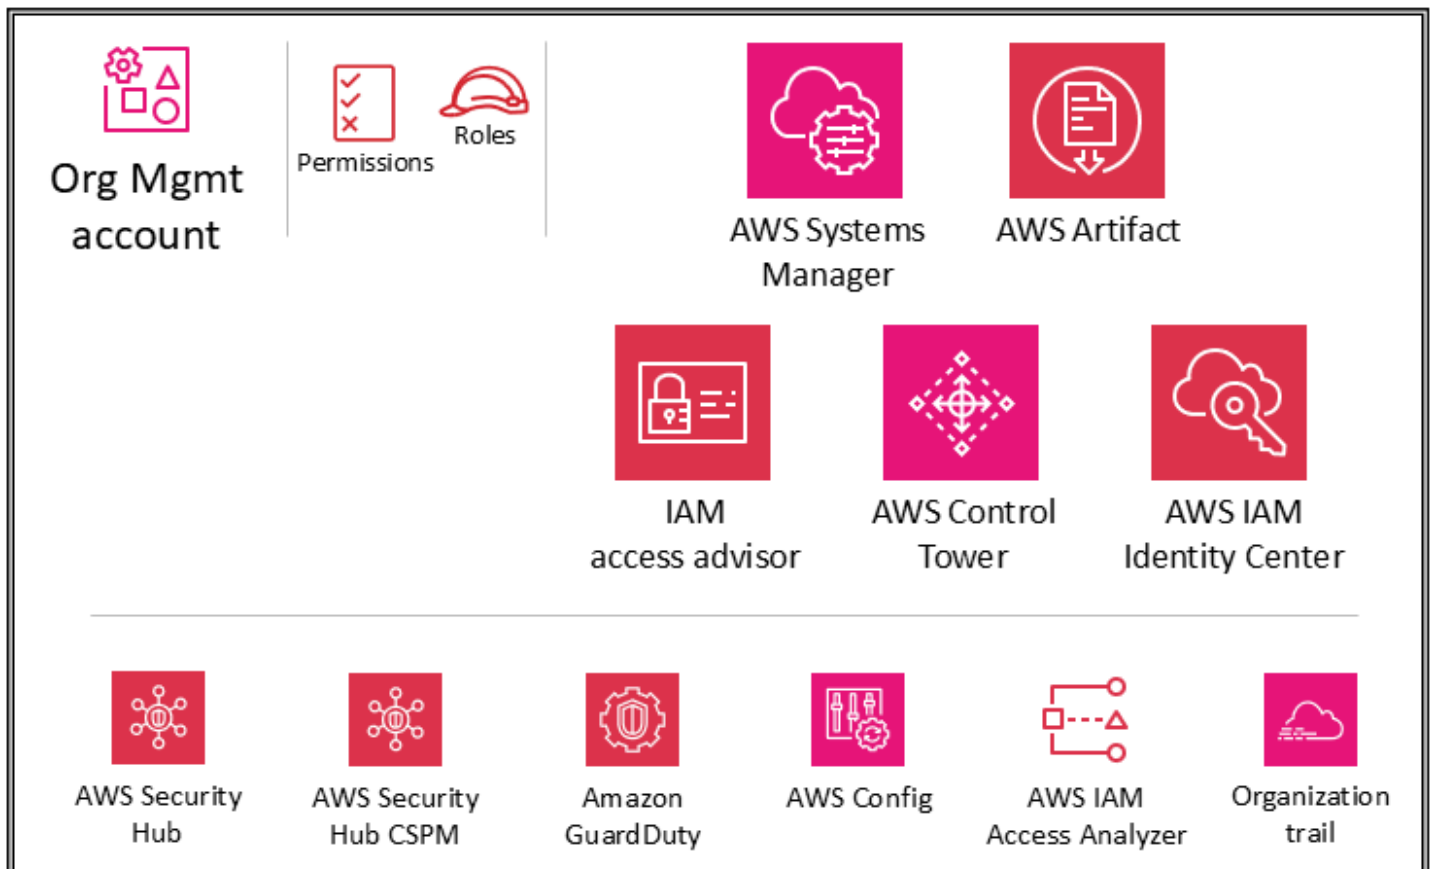 Org Mgmt
account
Permissions
Roles
AWS Systems
Manager
AWS Artifact
IAM
access advisor
AWS Control
Tower
AWS IAM
Identity Center
AWS Security
Hub
AWS Security
Hub CSPM
Amazon
GuardDuty
AWS Config
AWS IAM
Access Analyzer
Organization
trail